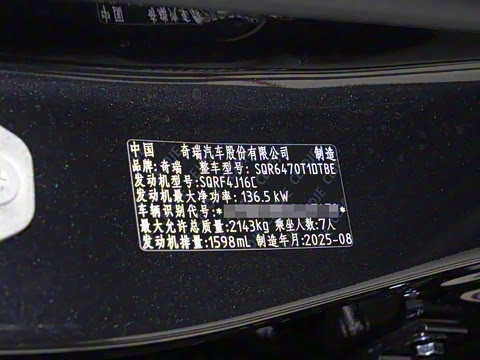 中国 奇瑞汽车股份有限公司 制造
品牌:奇瑞 整车型号:SQR6470T1DTBE
发动机型号:SQRF4J16C
发动机最大净功率:136.5 kW
车辆识别代号:*
最大允许总质量:2143kg 乘坐人数:7人
发动机排量:1598mL 制造年月:2025-08